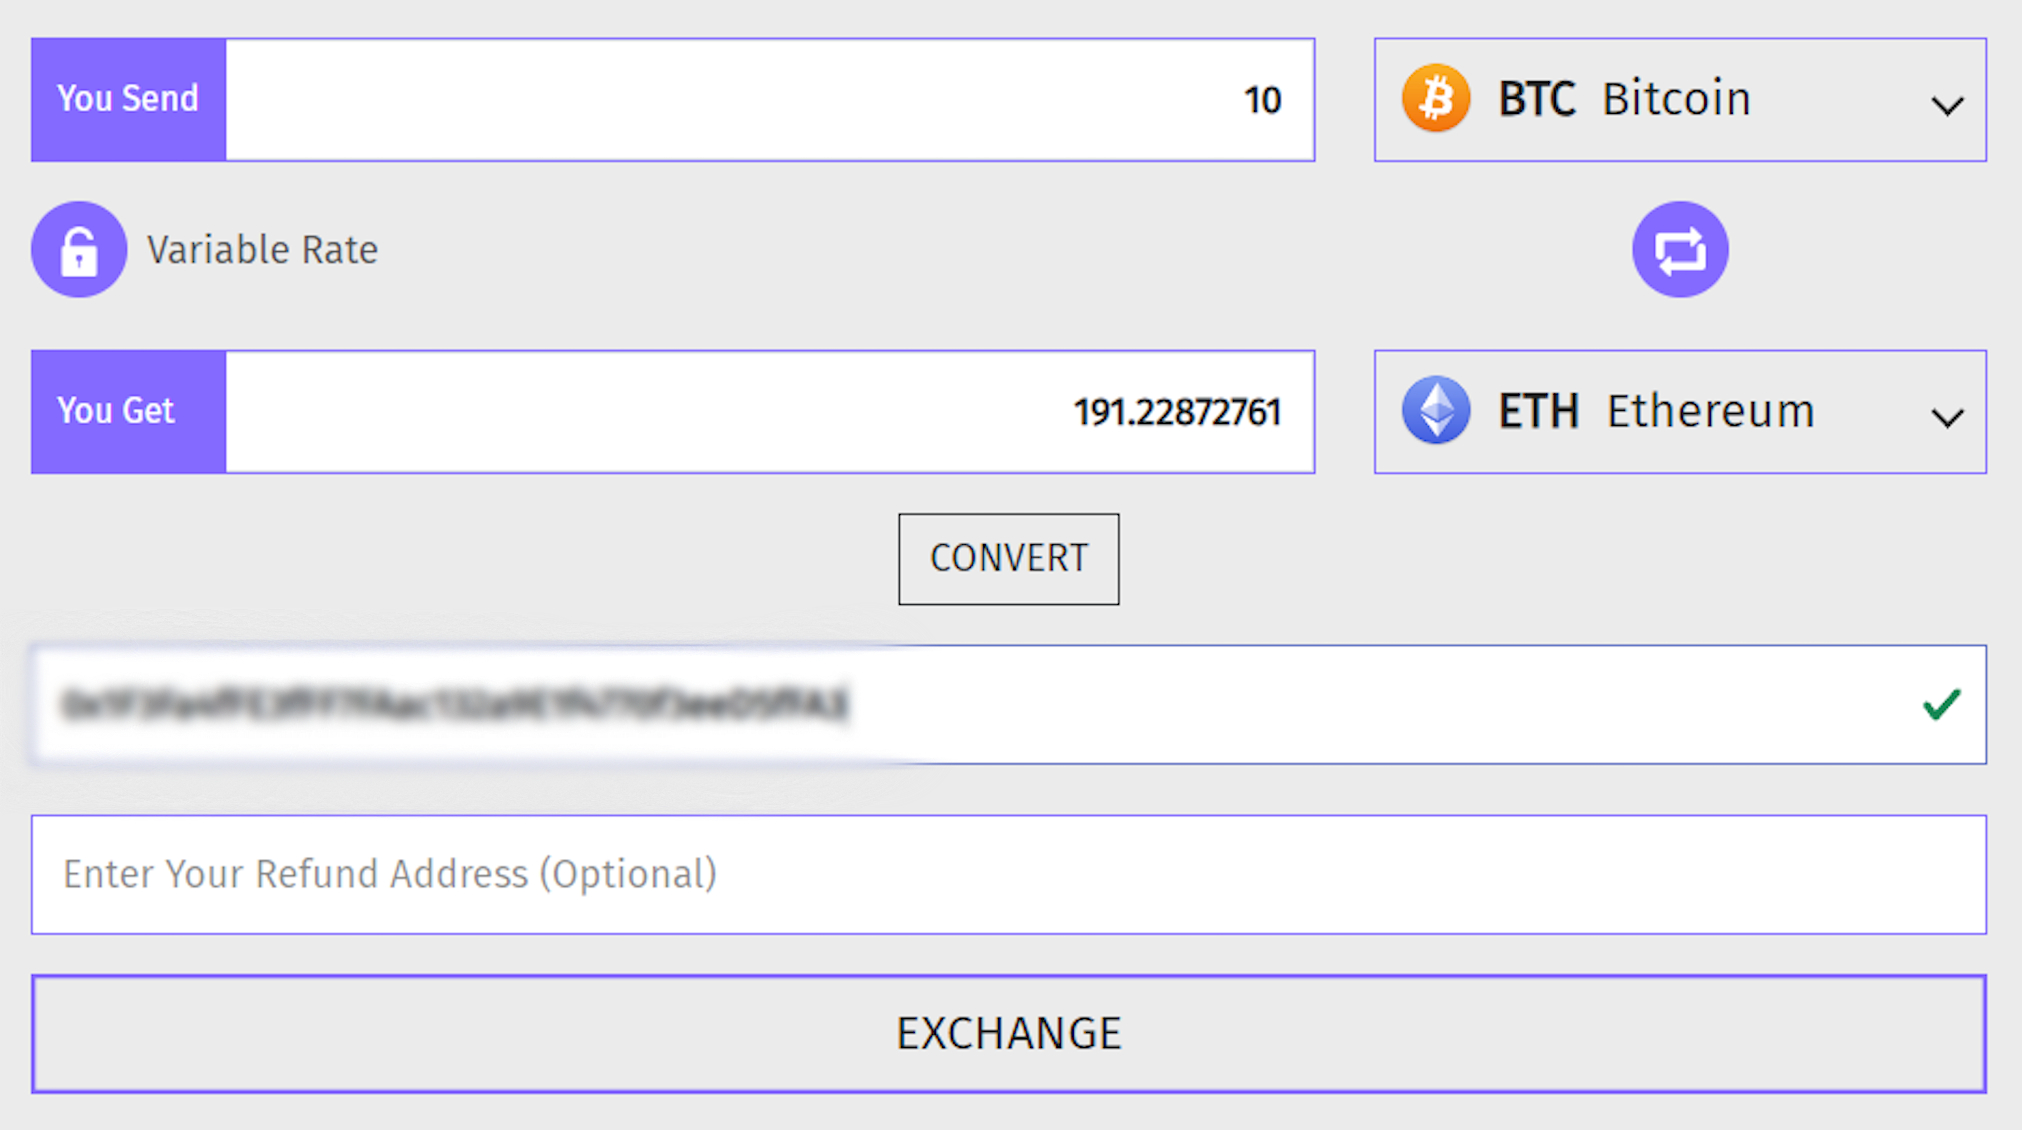 You Send 10 BTC Bitcoin
Variable Rate
You Get 191.22872761 ETH Ethereum
CONVERT
Enter Your Refund Address (Optional)
EXCHANGE